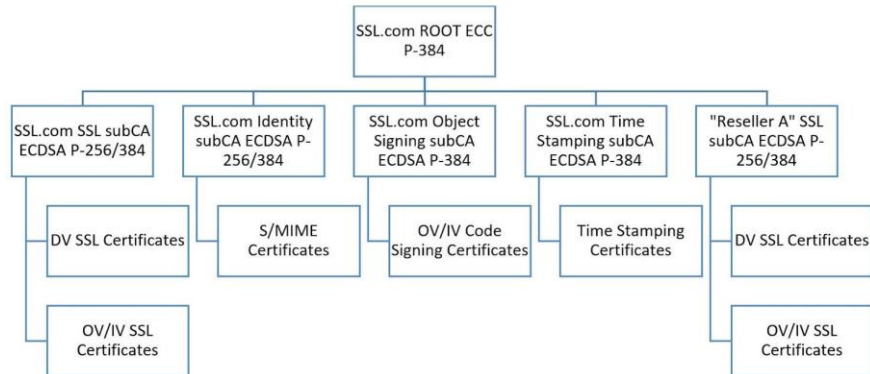 SSL.com ROOT ECC
P-384
SSL.com SSL subCA
ECDSA P-256/384
SSL.com Identity
subCA ECDSA P-
256/384
SSL.com Object
Signing subCA
ECDSA P-384
SSL.com Time
Stamping subCA
ECDSA P-384
"Reseller A" SSL
subCA ECDSA P-
256/384
DV SSL Certificates
S/MIME
Certificates
OV/IV Code
Signing Certificates
Time Stamping
Certificates
DV SSL Certificates
OV/IV SSL
Certificates
OV/IV SSL
Certificates